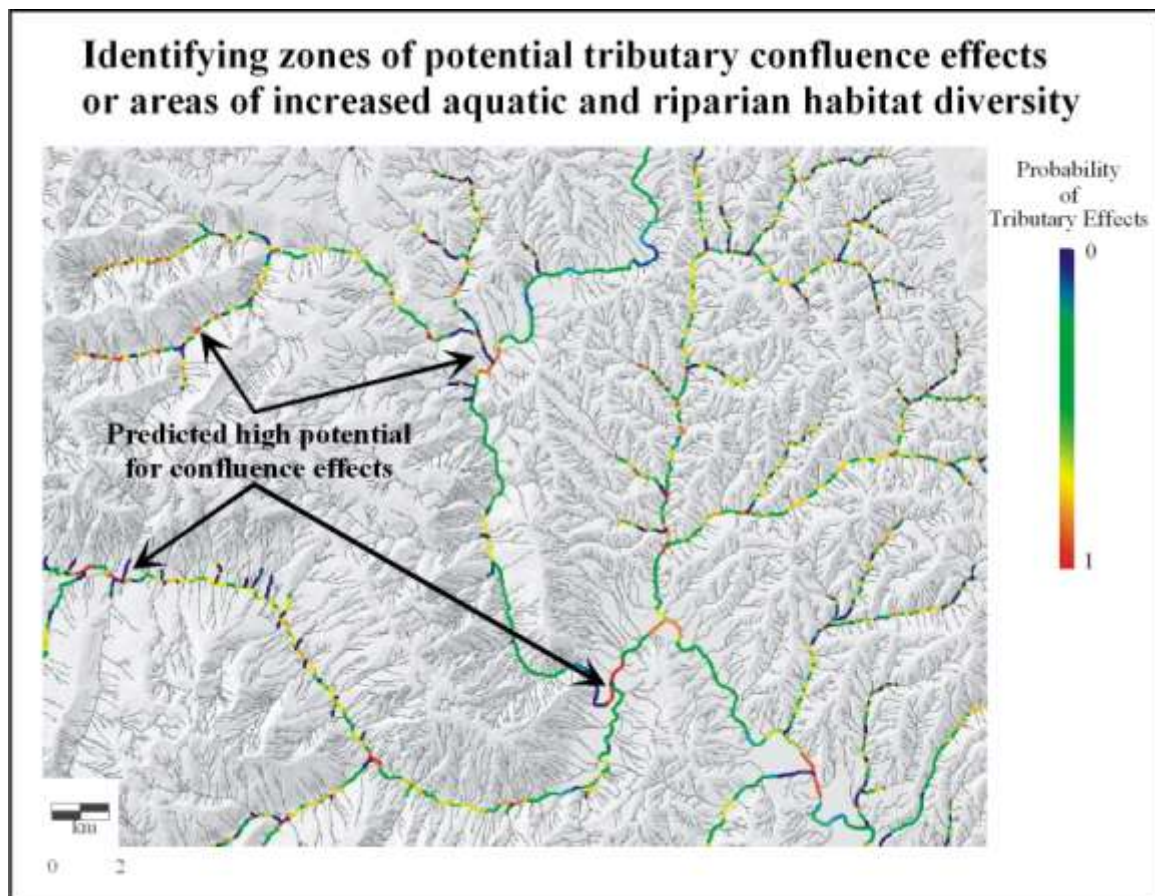 Identifying zones of potential tributary confluence effects
or areas of increased aquatic and riparian habitat diversity
Probability
of
Tributary Effects
0
1
Predicted high potential
for confluence effects
km
0 2